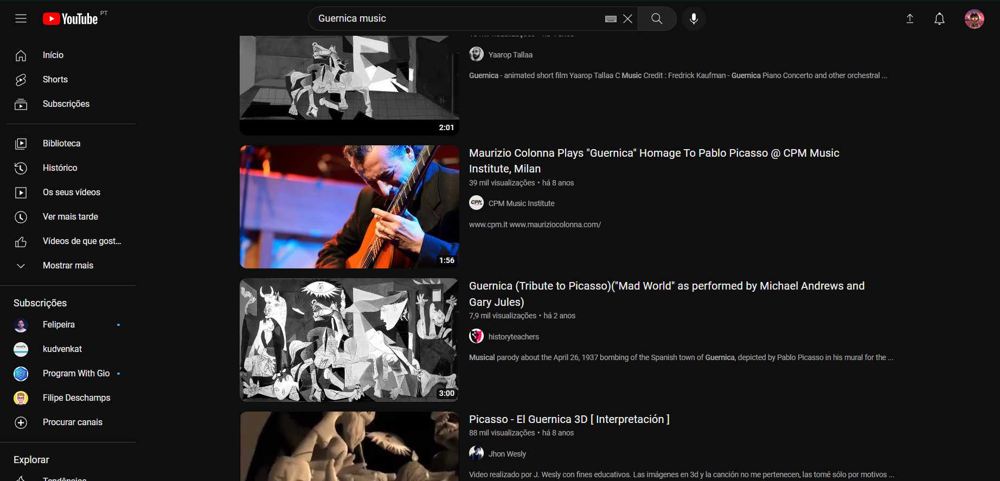 YouTube PT
Guernica music
Início
Shorts
Subscrições
Biblioteca
Histórico
Os seus vídeos
Ver mais tarde
Vídeos de que gost...
Mostrar mais
Subscrições
Felipeira
kudvenkat
Program With Gio
Filipe Deschamps
Procurar canais
Explorar
Tendências
Yaarop Tallaa
Guernica - animated short film Yaarop Tallaa C Music Credit : Fredrick Kaufman - Guernica Piano Concerto and other orchestral ...
2:01
Maurizio Colonna Plays "Guernica" Homage To Pablo Picasso @ CPM Music
Institute, Milan
39 mil visualizações • há 8 anos
CPM
CPM Music Institute
www.cpm.it www.mauriziocolonna.com/
1:56
Guernica (Tribute to Picasso)("Mad World" as performed by Michael Andrews and
Gary Jules)
7,9 mil visualizações • há 2 anos
historyteachers
Musical parody about the April 26, 1937 bombing of the Spanish town of Guernica, depicted by Pablo Picasso in his mural for the ...
3:00
Picasso - El Guernica 3D [ Interpretación ]
88 mil visualizações • há 8 anos
Jhon Wesly
Video realizado por J. Wesly con fines educativos. Las imágenes en 3d y la canción no me pertenecen, las tomé sólo por motivos ...